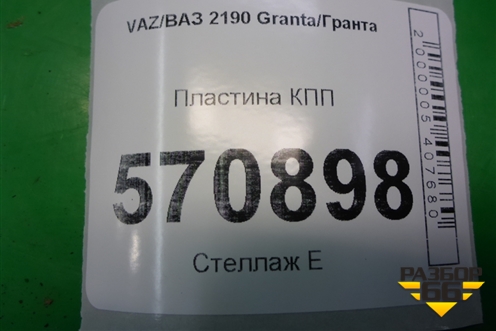 VAZ/ВАЗ 2190 Granta/Гранта
Пластина КПП
570898
Стеллаж Е
2000005407680
РАЗБОР
66